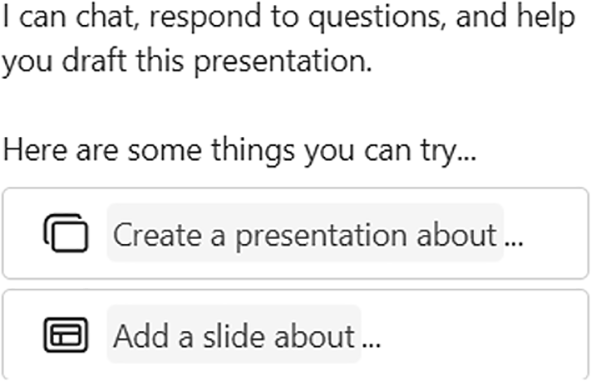 I can chat, respond to questions, and help
you draft this presentation.
Here are some things you can try...
Create a presentation about ...
Add a slide about ...